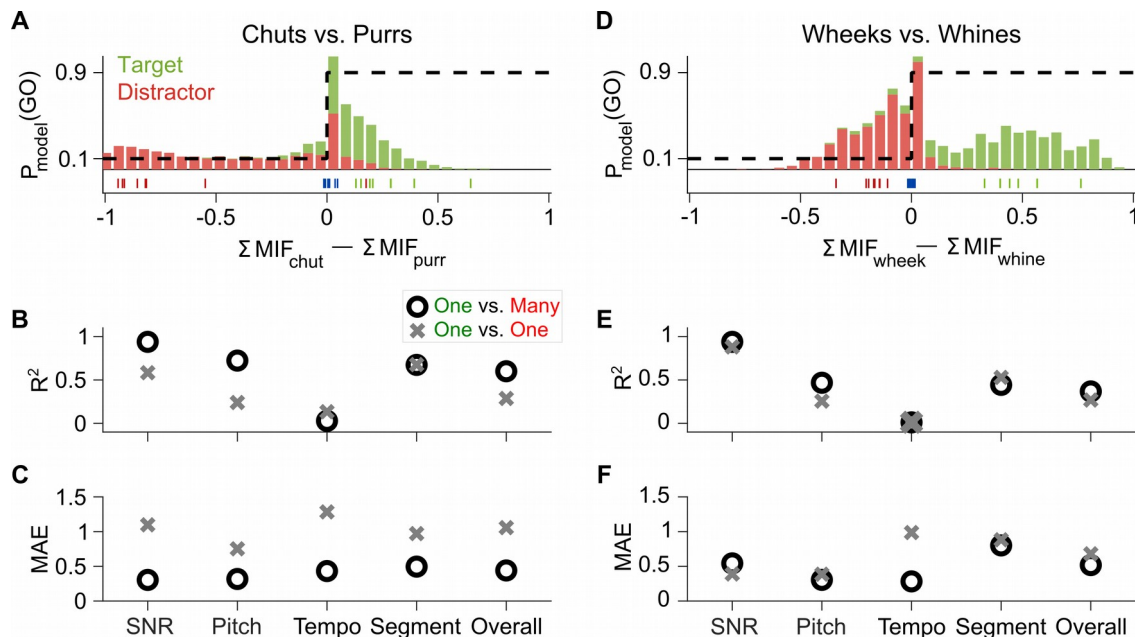 A
Chuts vs. Purrs
Target
Distractor
P_model(GO)
0.9
0.1
-1
-0.5
0
0.5
1
Σ MIF_chut — Σ MIF_purr
D
Wheeks vs. Whines
P_model(GO)
0.9
0.1
-1
-0.5
0
0.5
1
Σ MIF_wheek — Σ MIF_whine
One vs. Many
One vs. One
B
R²
1
0.5
0
E
R²
1
0.5
0
C
MAE
1.5
1
0.5
0
SNR
Pitch
Tempo
Segment
Overall
F
MAE
1.5
1
0.5
0
SNR
Pitch
Tempo
Segment
Overall